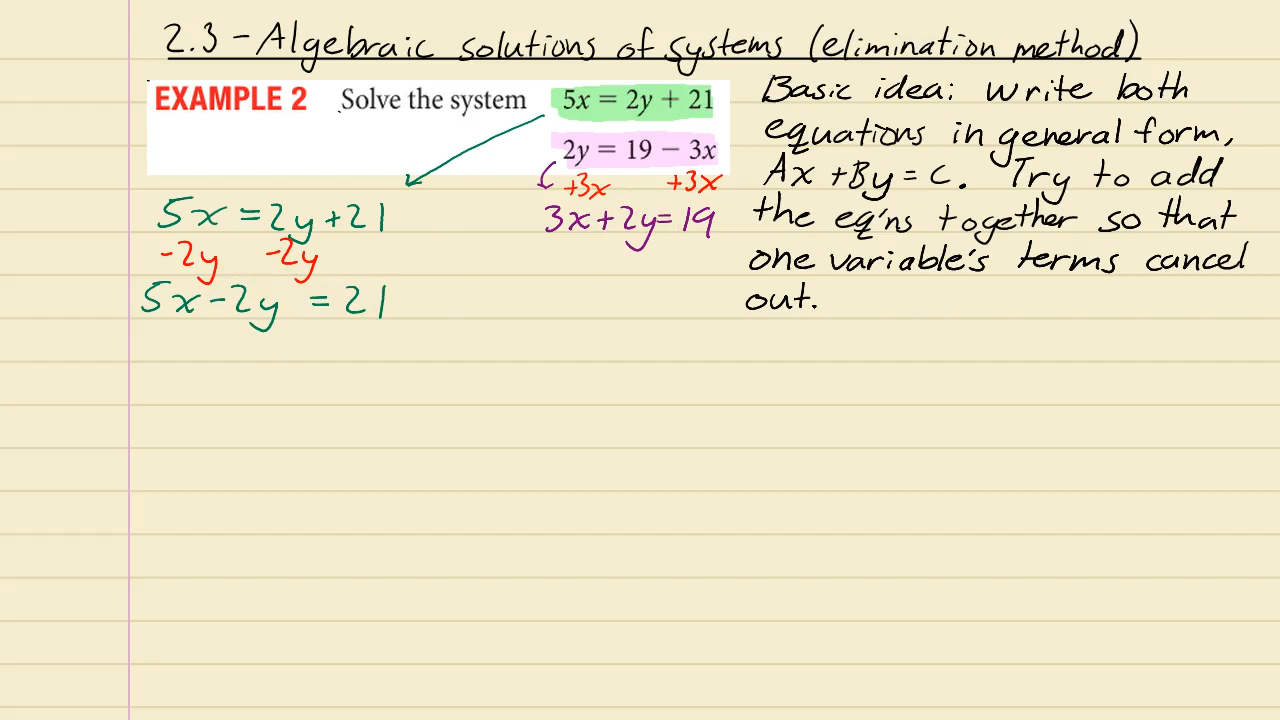 2.3 - Algebraic solutions of systems (elimination method)
EXAMPLE 2 Solve the system 5x = 2y + 21
2y = 19 − 3x
+3x +3x
3x + 2y = 19
5x = 2y + 21
-2y -2y
5x - 2y = 21
Basic idea: write both
equations in general form,
Ax + By = C. Try to add
the eq'ns together so that
one variable's terms cancel
out.